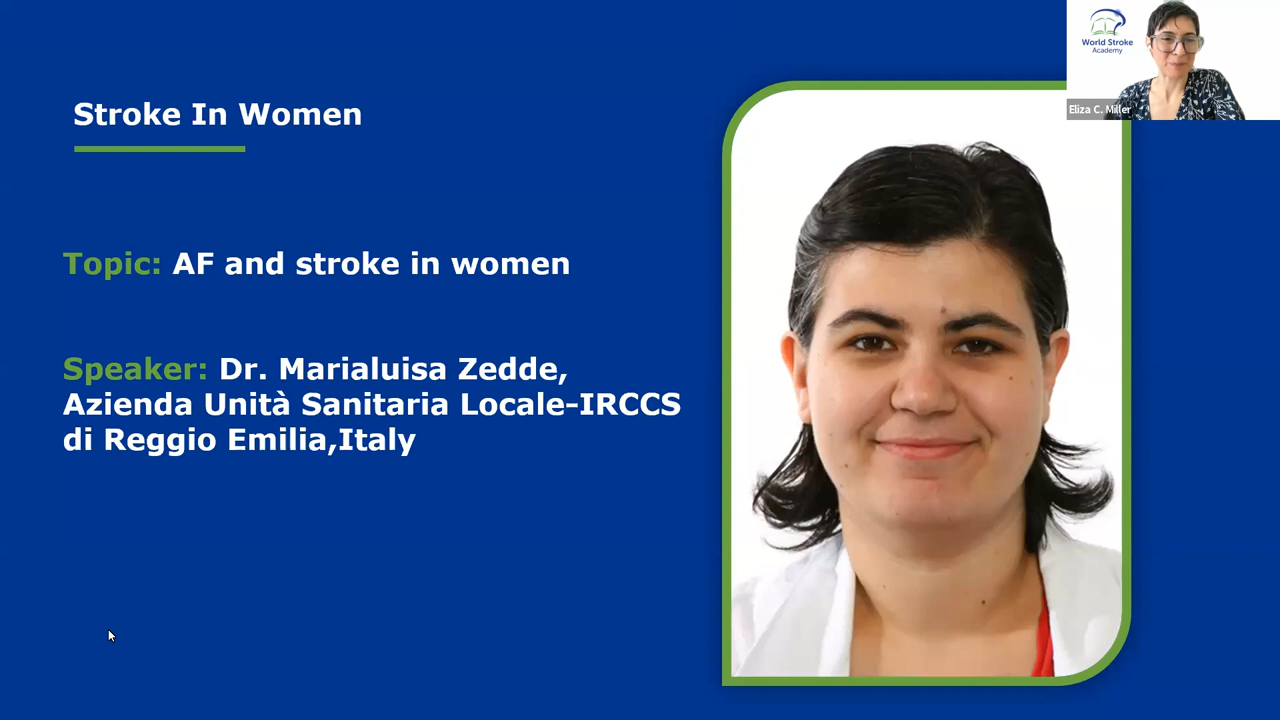 Stroke In Women
Topic: AF and stroke in women
Speaker: Dr. Marialuisa Zedde,
Azienda Unità Sanitaria Locale-IRCCS
di Reggio Emilia,Italy
World Stroke
Academy
Eliza C. Miller